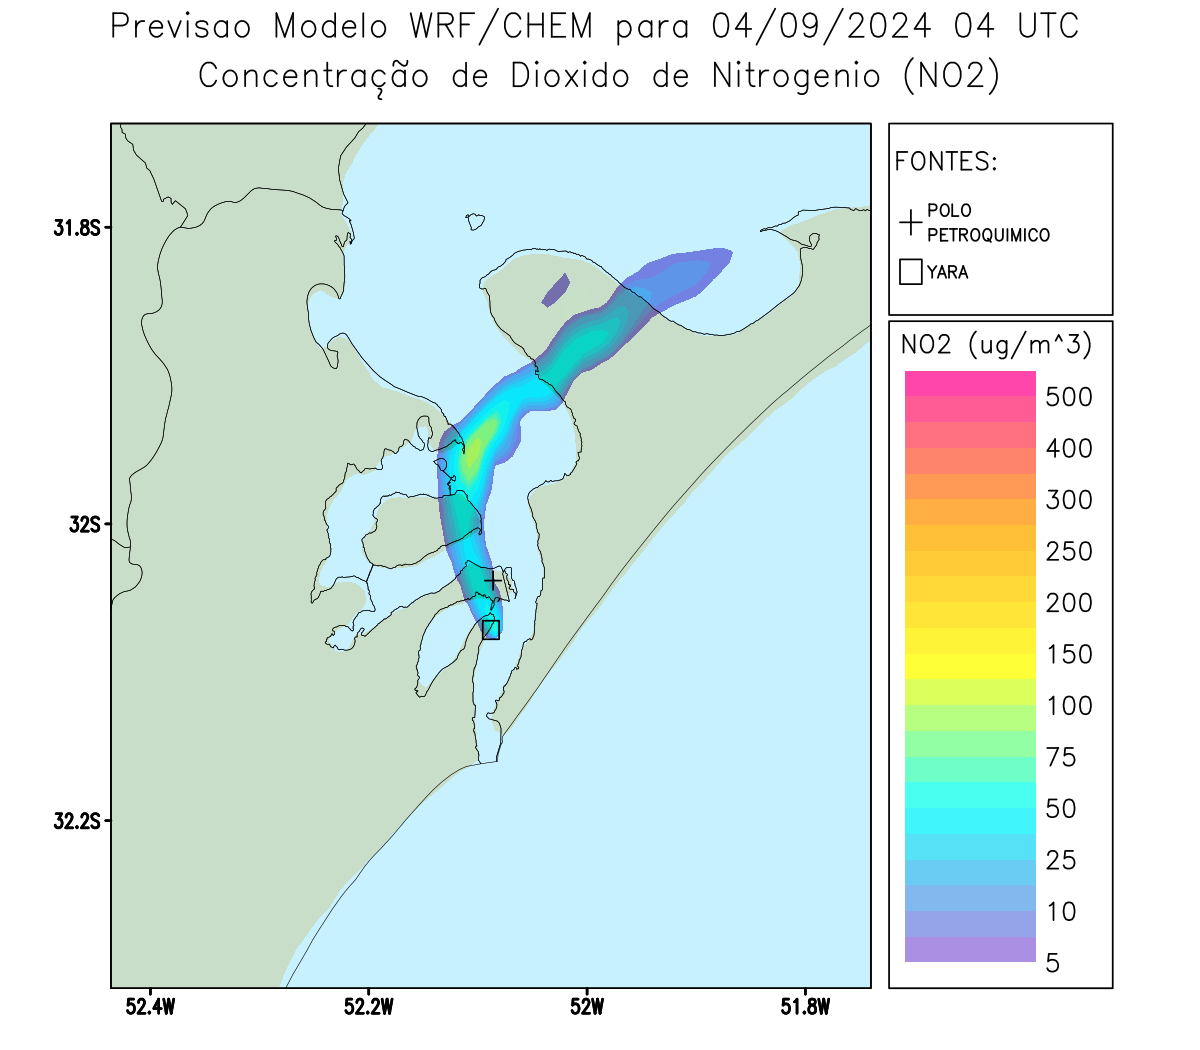 Previsao Modelo WRF/CHEM para 04/09/2024 04 UTC
Concentração de Dioxido de Nitrogenio (NO2)
FONTES:
POLO
PETROQUIMICO
YARA
31.8S
32S
32.2S
52.4W
52.2W
52W
51.8W
NO2 (ug/m^3)
500
400
300
250
200
150
100
75
50
25
10
5